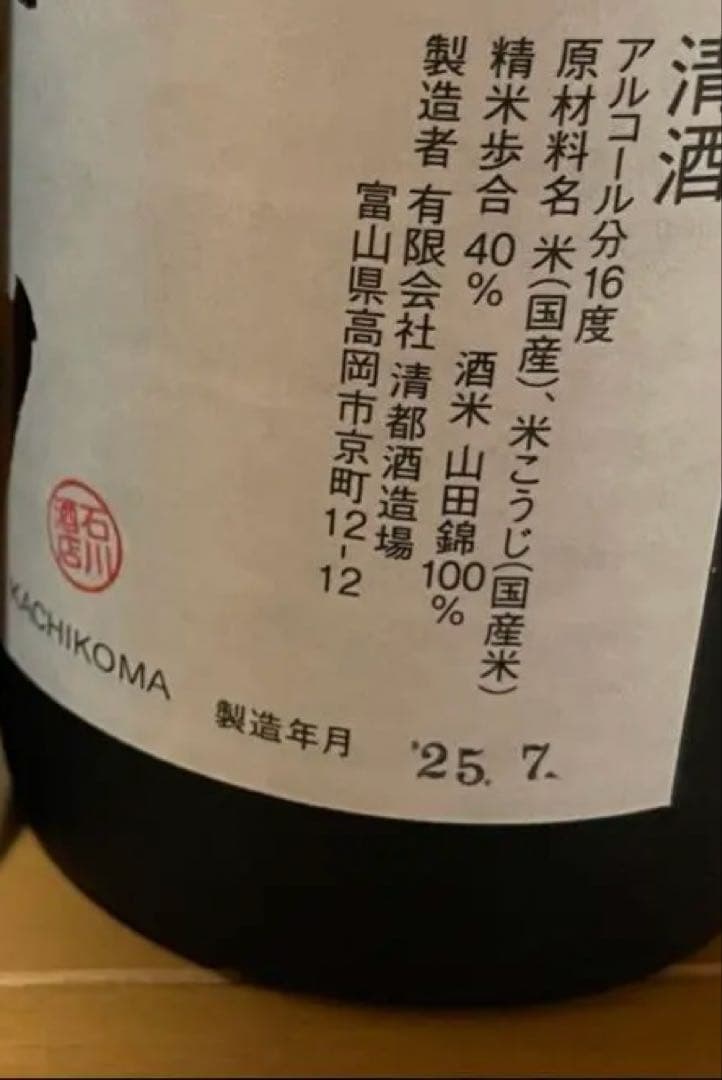 清酒
アルコール分16度
原材料名 米(国産)、米こうじ(国産米)
精米歩合 40% 酒米 山田錦100%
製造者 有限会社 清都酒造場
富山県高岡市京町12-12
石川
酒店
KACHIKOMA
製造年月 '25. 7.